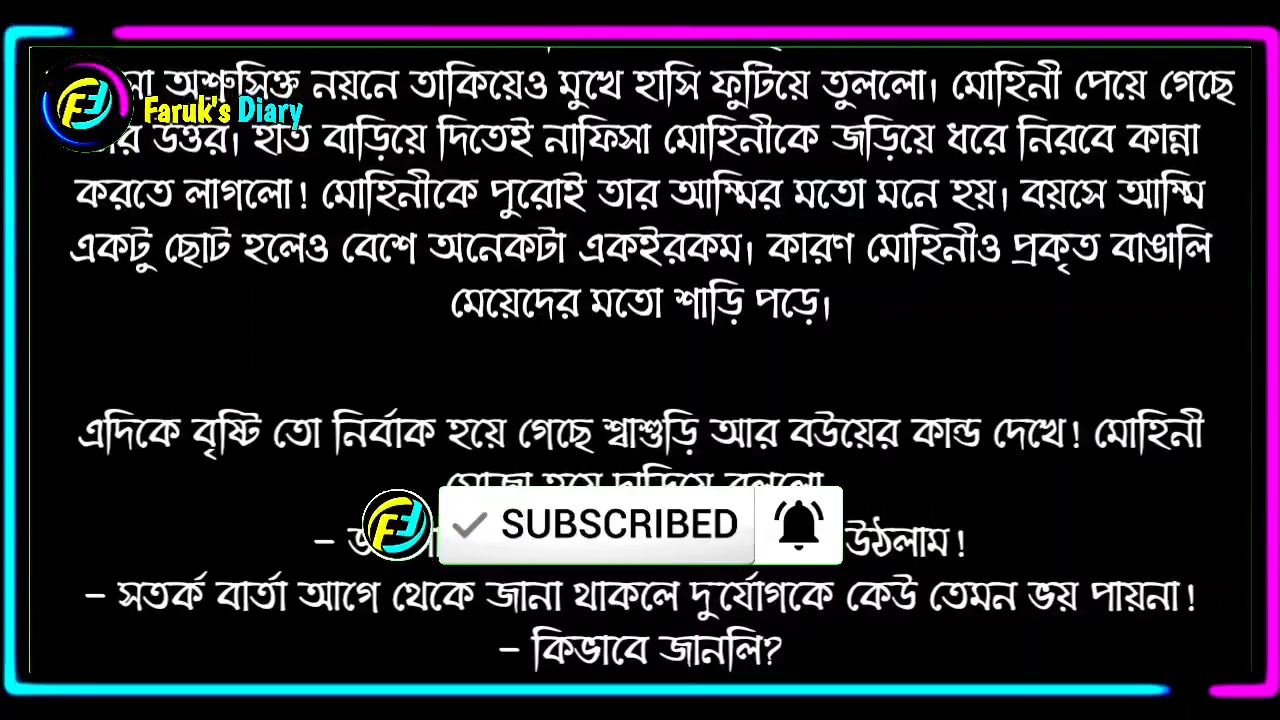 অশ্রুসিক্ত নয়নে তাকিয়েও মুখে হাসি ফুটিয়ে তুললো। মোহিনী পেয়ে গেছে
Faruk's Diary
উত্তর। হাত বাড়িয়ে দিতেই নাফিসা মোহিনীকে জড়িয়ে ধরে নিরবে কান্না
করতে লাগলো! মোহিনীকে পুরোই তার আম্মির মতো মনে হয়। বয়সে আম্মি
একটু ছোট হলেও বেশে অনেকটা একইরকম। কারণ মোহিনীও প্রকৃত বাঙালি
মেয়েদের মতো শাড়ি পড়ে।
এদিকে বৃষ্টি তো নির্বাক হয়ে গেছে শ্বাশুড়ি আর বউয়ের কান্ড দেখে! মোহিনী
SUBSCRIBED
উঠলাম!
– সতর্ক বার্তা আগে থেকে জানা থাকলে দুর্যোগকে কেউ তেমন ভয় পায়না!
– কিভাবে জানলি?